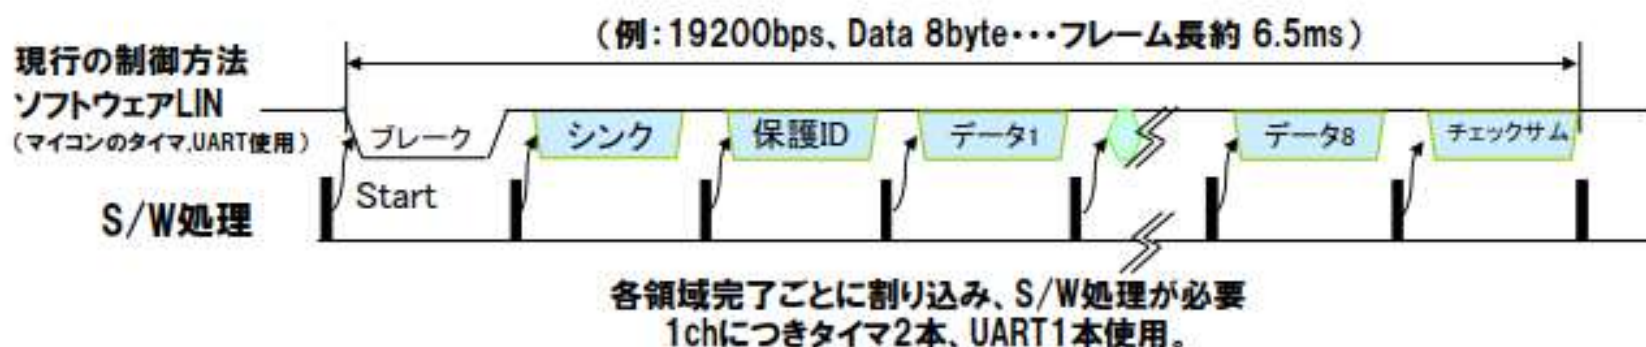 (例:19200bps、Data 8byte・・・フレーム長約 6.5ms)
現行の制御方法
ソフトウェアLIN
(マイコンのタイマ,UART使用)
ブレーク シンク 保護ID データ1 データ8 チェックサム
Start
S/W処理
各領域完了ごとに割り込み、S/W処理が必要
1chにつきタイマ2本、UART1本使用。